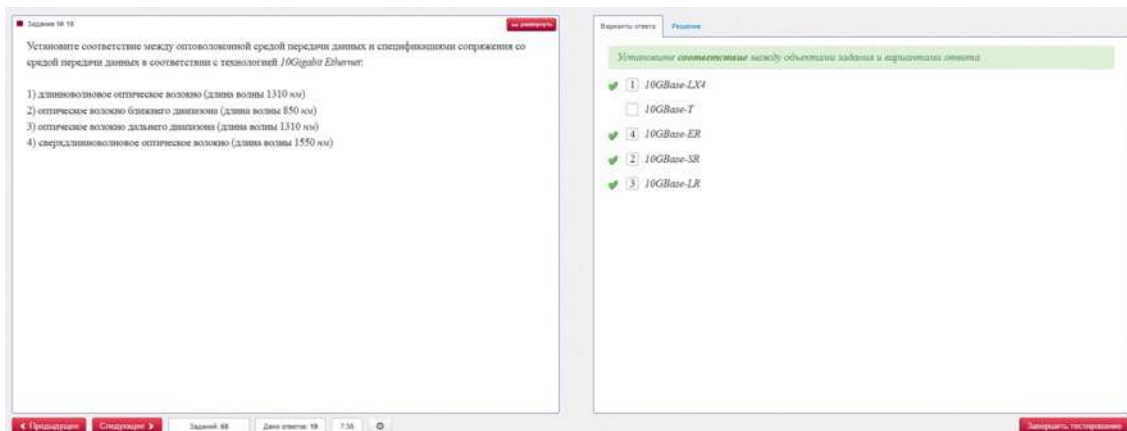 Задание № 19
развернуть
Установите соответствие между оптоволоконной средой передачи данных и спецификациями сопряжения со
средой передачи данных в соответствии с технологией 10Gigabit Ethernet:
1) длинноволновое оптическое волокно (длина волны 1310 нм)
2) оптическое волокно ближнего диапазона (длина волны 850 нм)
3) оптическое волокно дальнего диапазона (длина волны 1310 нм)
4) сверхдлинноволновое оптическое волокно (длина волны 1550 нм)
Варианты ответа Решение
Установите соответствие между объектами задания и вариантами ответа
1 10GBase-LX4
10GBase-T
4 10GBase-ER
2 10GBase-SR
3 10GBase-LR
Предыдущее Следующее Заданий: 68 Дано ответов: 19 7:38
Завершить тестирование